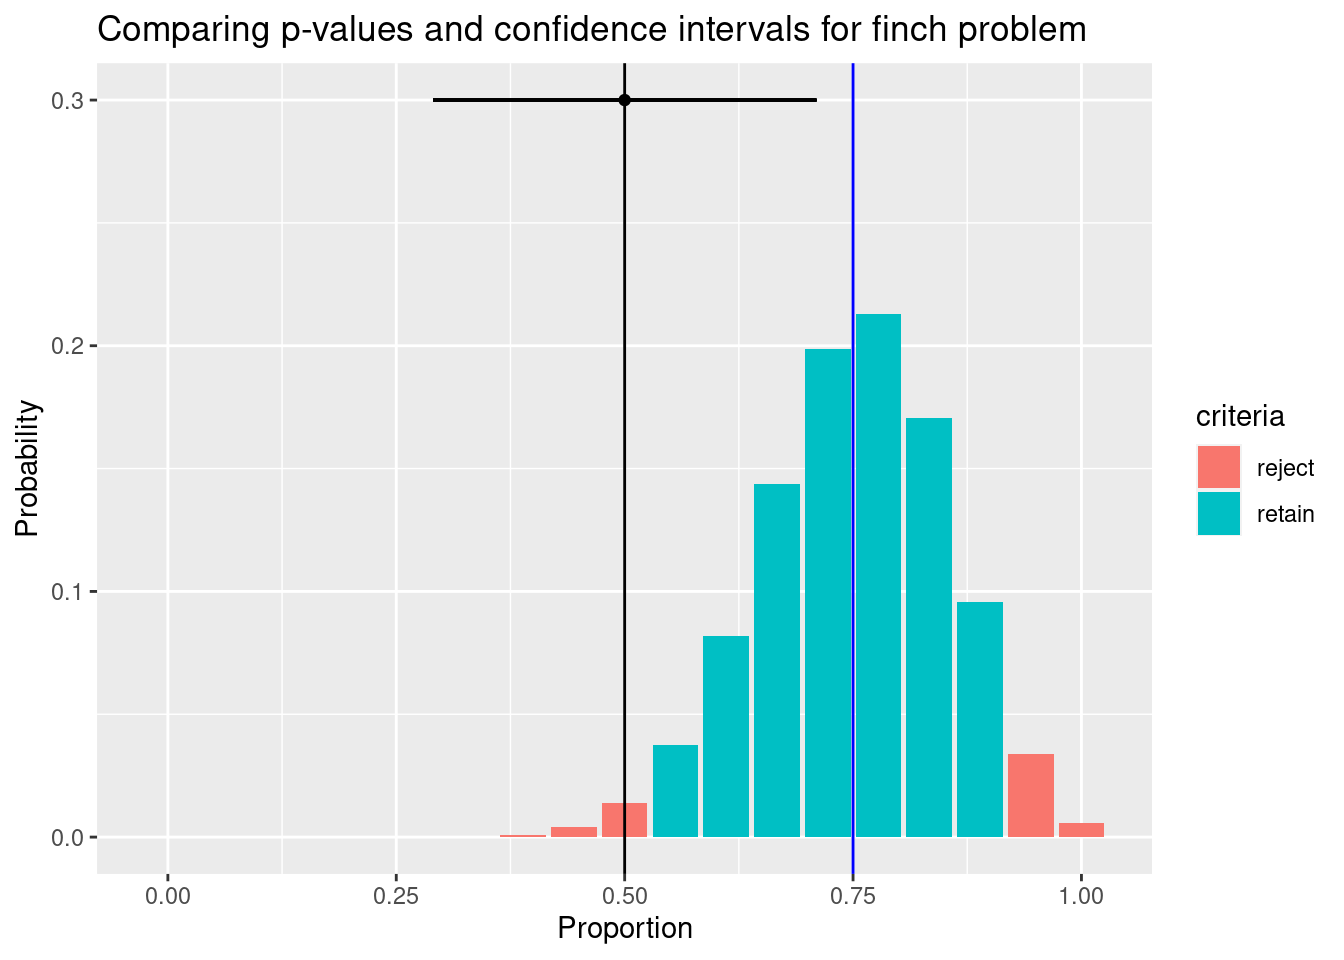 Comparing p-values and confidence intervals for finch problem
0.3
0.2
0.1
0.0
Probability
0.00 0.25 0.50 0.75 1.00
Proportion
criteria
reject
retain